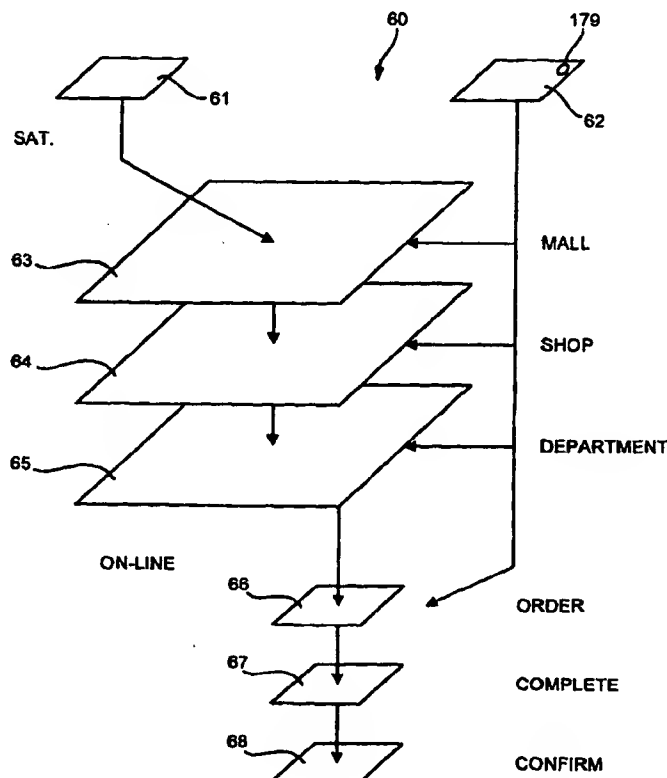 60
179
61
62
SAT.
63
MALL
64
SHOP
65
DEPARTMENT
ON-LINE
66
ORDER
67
COMPLETE
68
CONFIRM